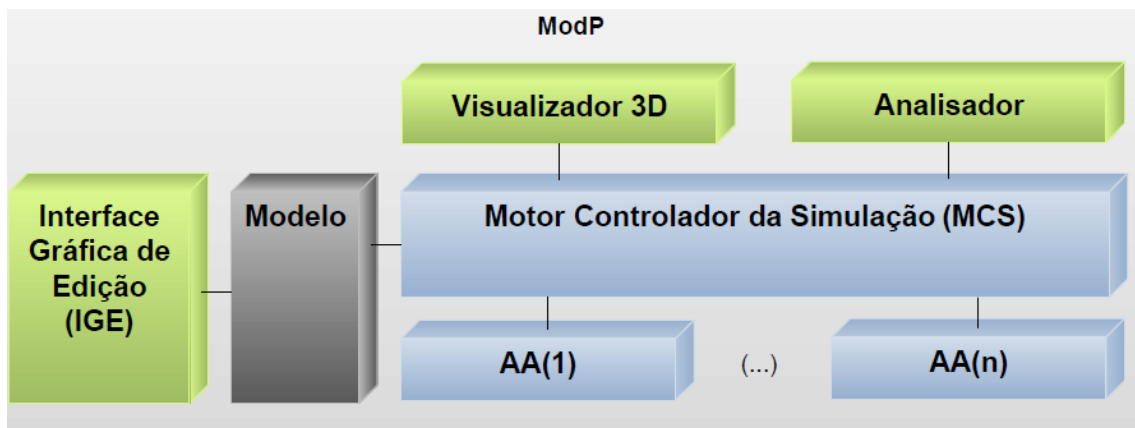 ModP
Visualizador 3D
Analisador
Interface
Gráfica de
Edição
(IGE)
Modelo
Motor Controlador da Simulação (MCS)
AA(1)
(...)
AA(n)